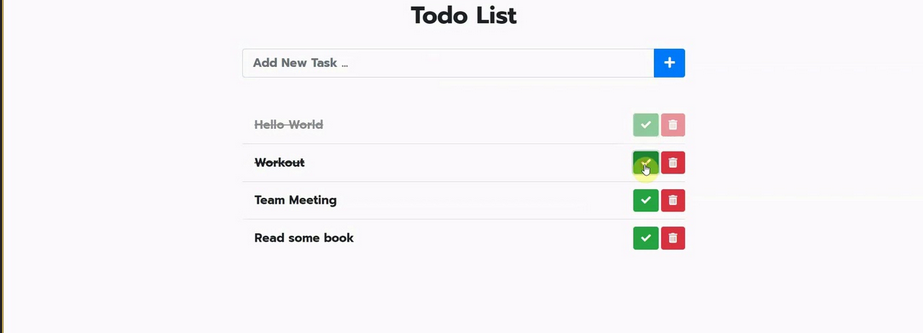 Todo List
Add New Task ...
Hello World
Workout
Team Meeting
Read some book